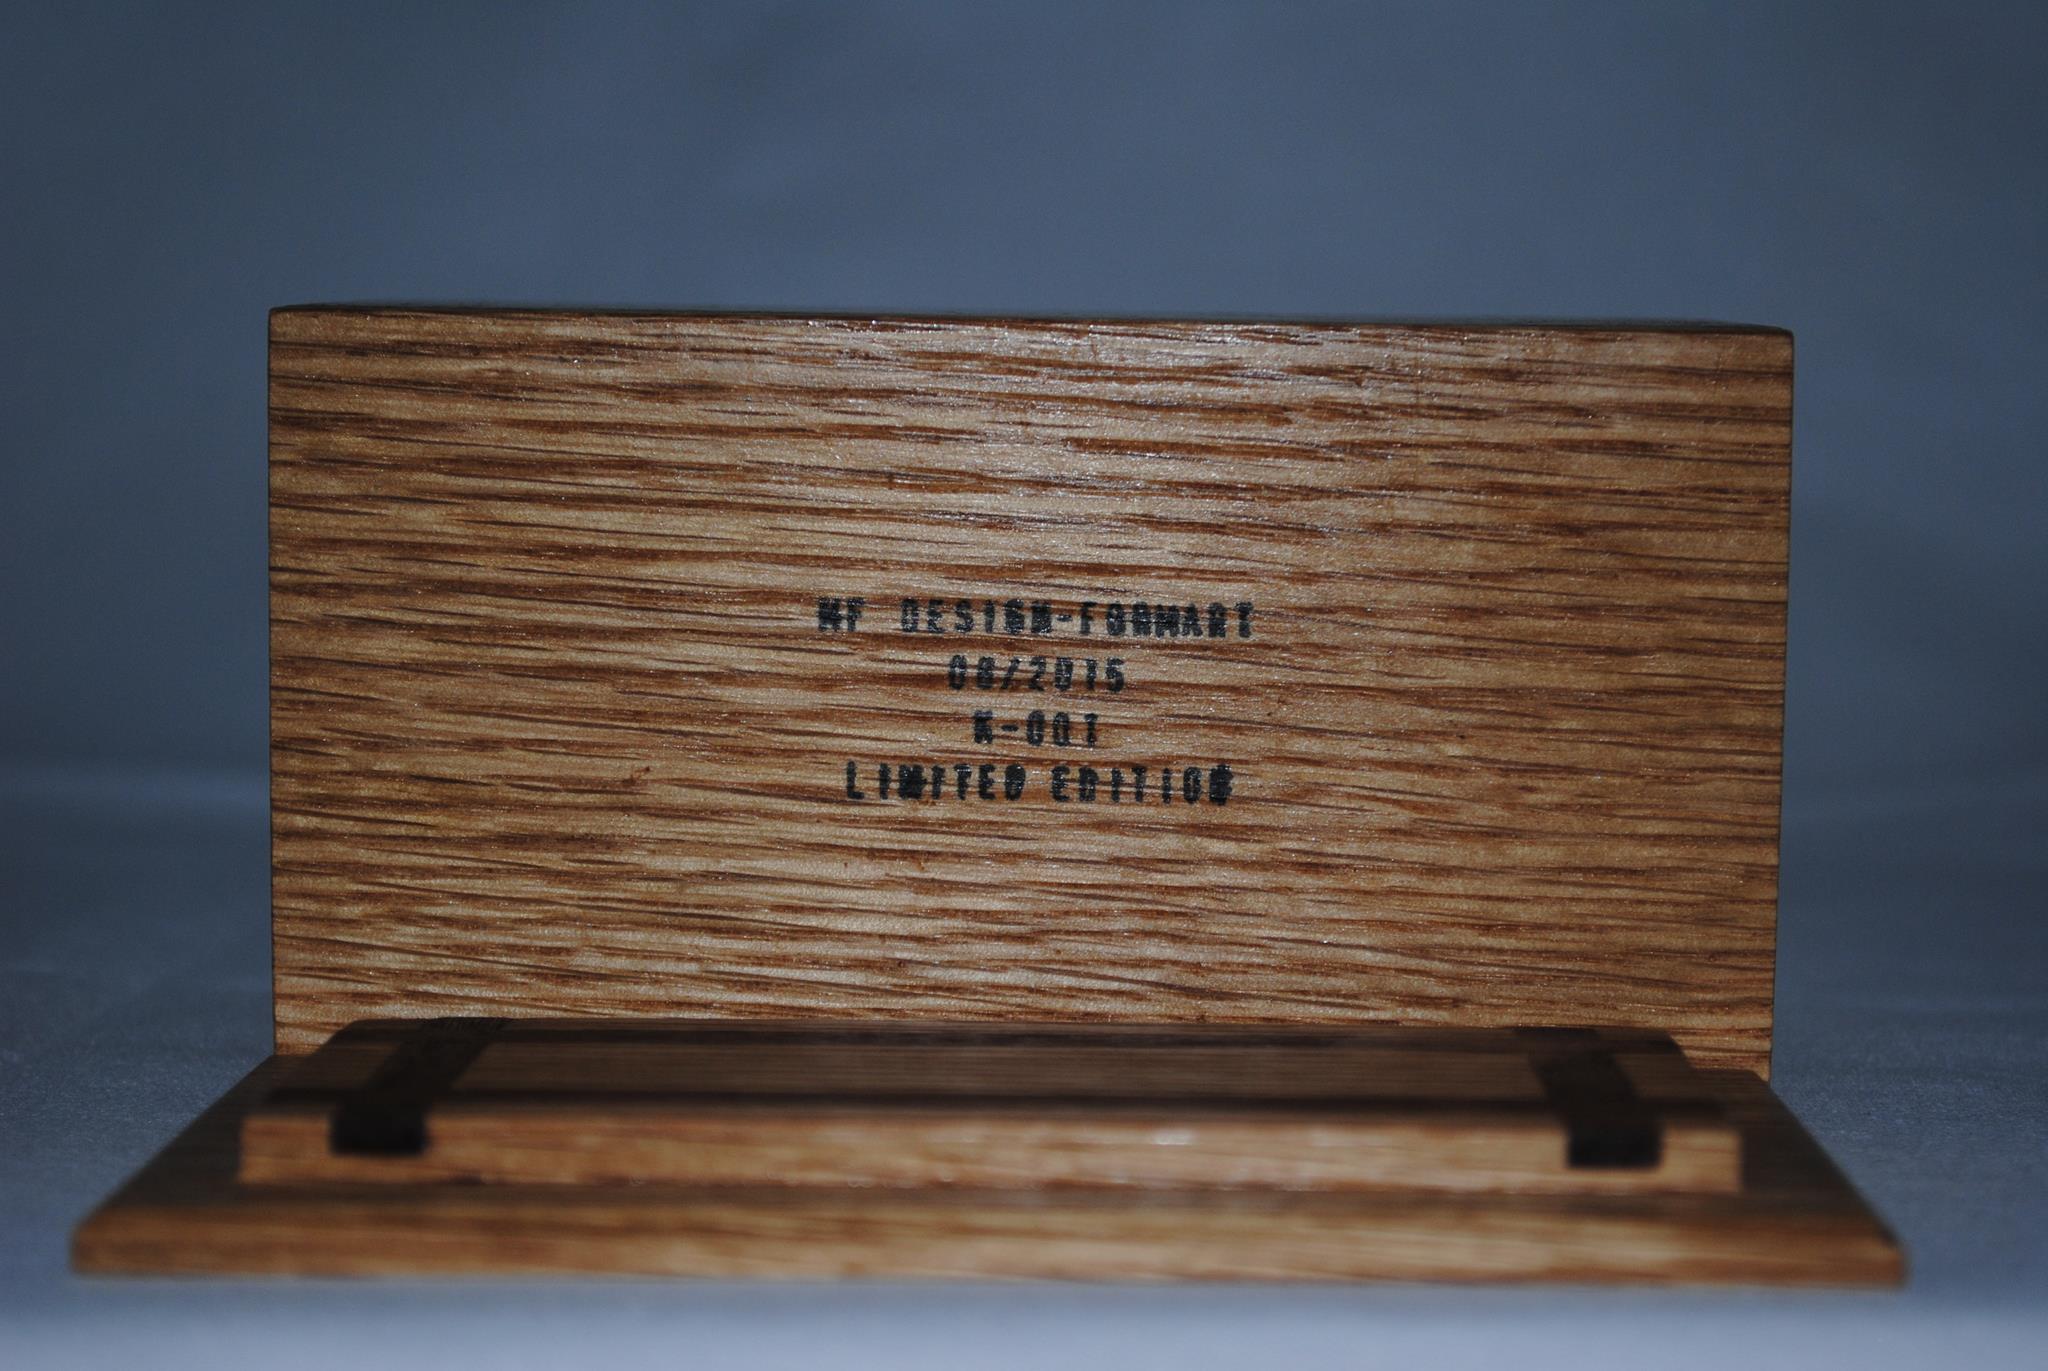 MF DESIGN-FORMART
08/2015
K-001
LIMITED EDITION